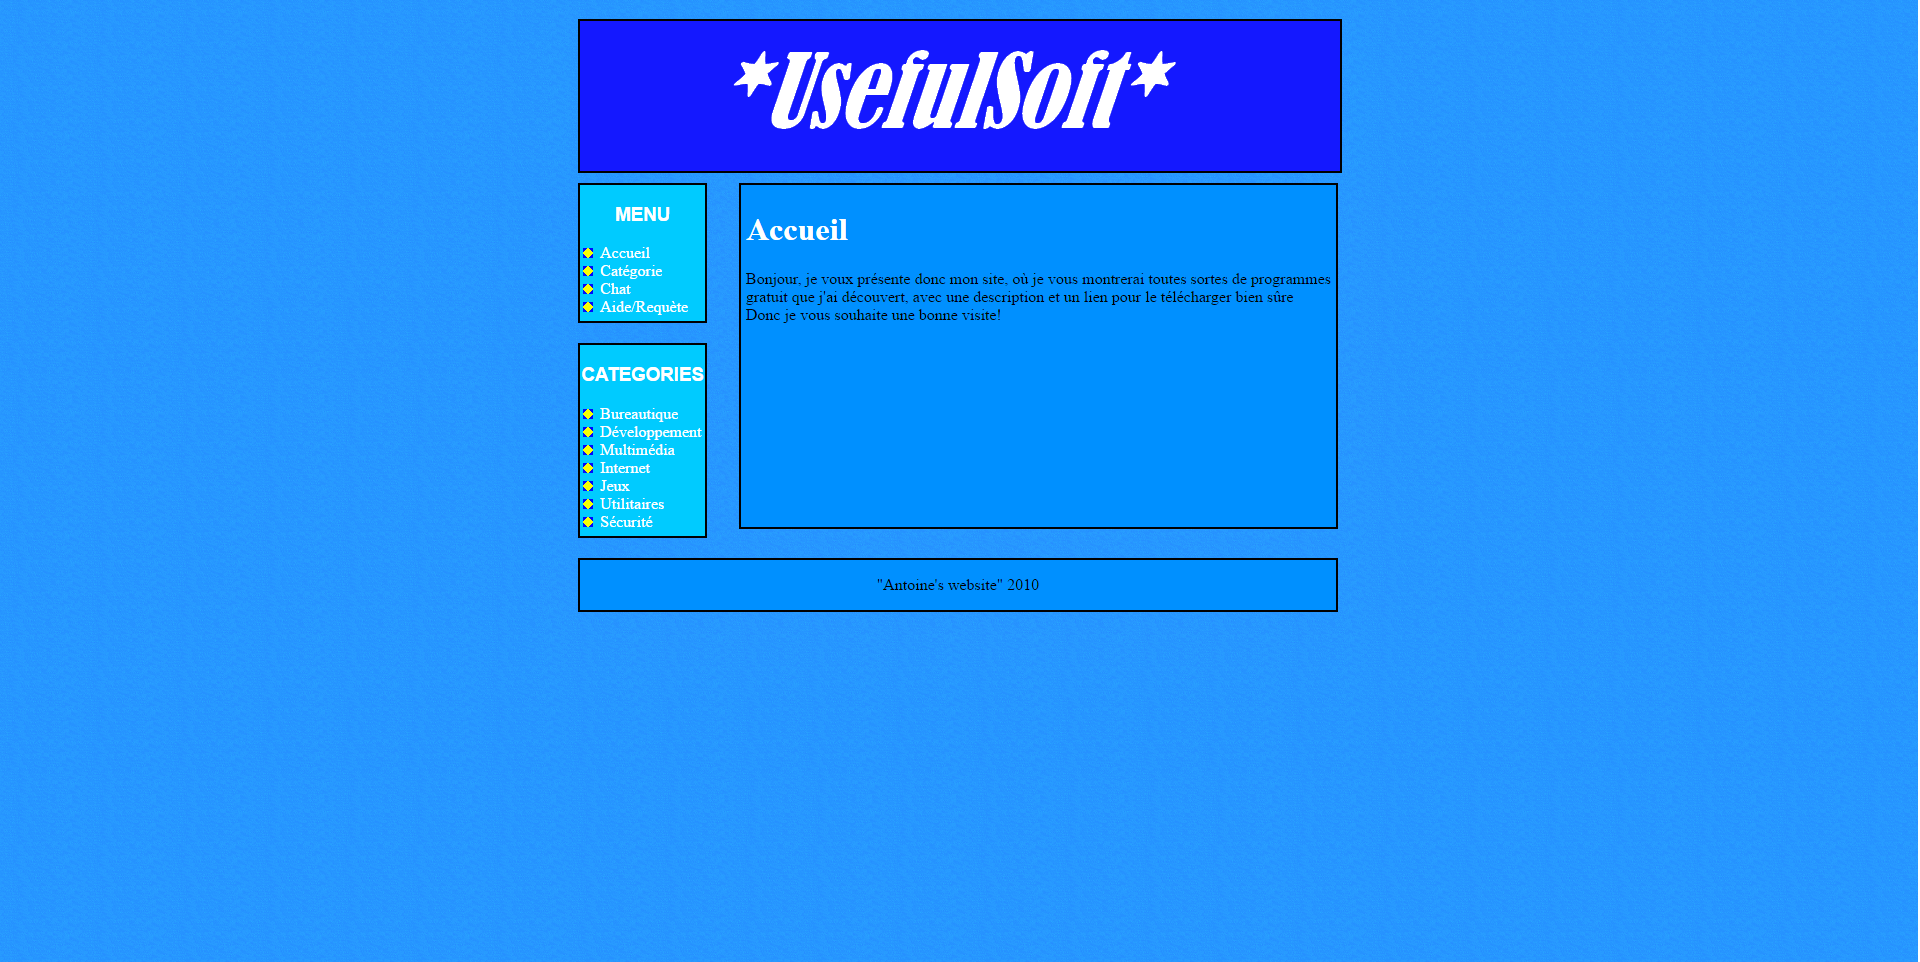 *UsefulSoft*
MENU
Accueil
Catégorie
Chat
Aide/Requète
CATEGORIES
Bureautique
Développement
Multimédia
Internet
Jeux
Utilitaires
Sécurité
Accueil
Bonjour, je voux présente donc mon site, où je vous montrerai toutes sortes de programmes
gratuit que j'ai découvert, avec une description et un lien pour le télécharger bien sûre
Donc je vous souhaite une bonne visite!
"Antoine's website" 2010